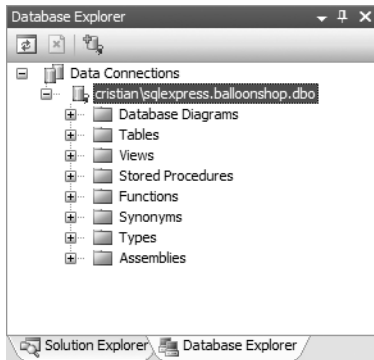 Database Explorer
Data Connections
cristian\sqlexpress.balloonshop.dbo
Database Diagrams
Tables
Views
Stored Procedures
Functions
Synonyms
Types
Assemblies
Solution Explorer Database Explorer